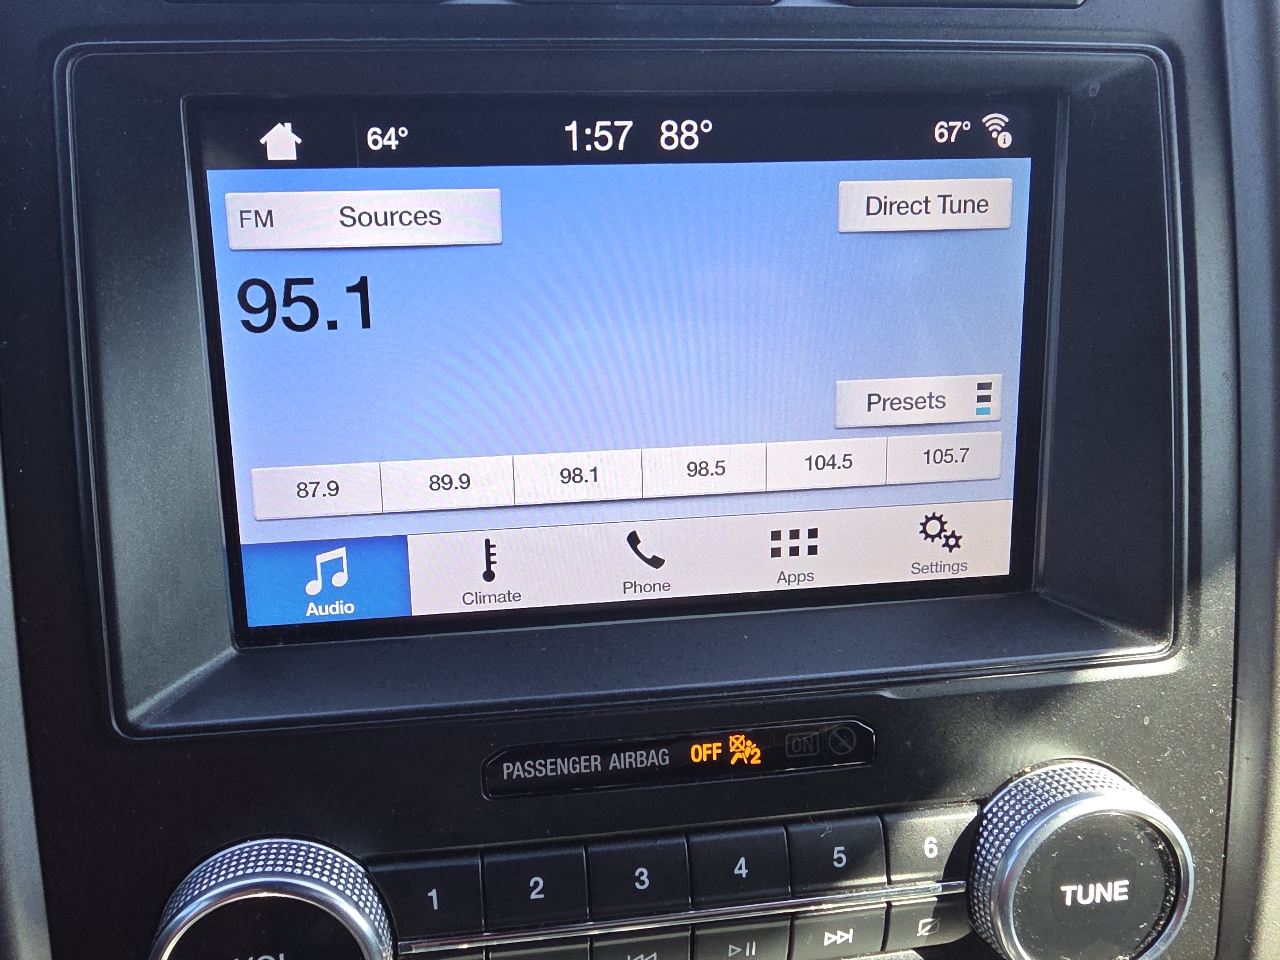 64° 1:57 88° 67°
FM Sources Direct Tune
95.1
Presets
87.9 89.9 98.1 98.5 104.5 105.7
Audio Climate Phone Apps Settings
PASSENGER AIRBAG OFF 2 ON
1 2 3 4 5 6
TUNE
VOL